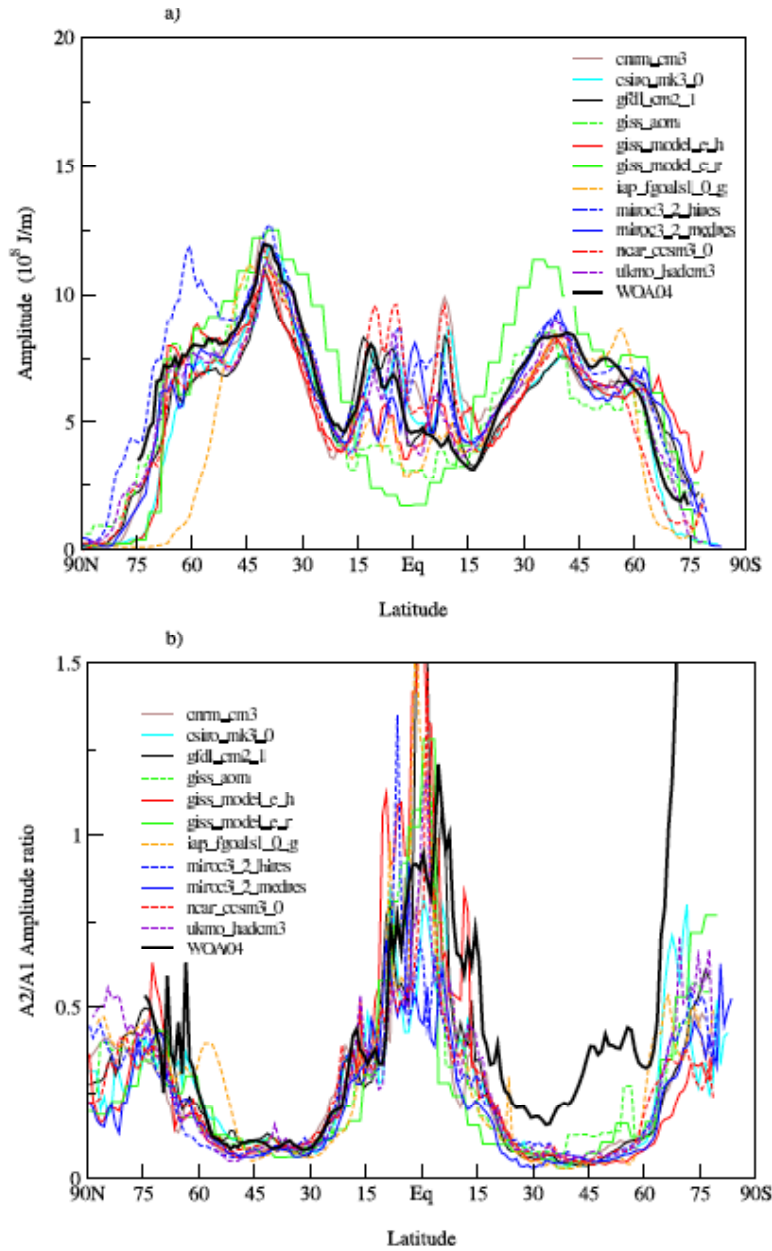 a)
20
15
10
5
0
Amplitude (10⁸ J/m)
cnrm_cm3
csiro_mk3_0
gfdl_cm2_1
giss_aom
giss_model_e_h
giss_model_e_r
iap_fgoals1_0_g
miroc3_2_hires
miroc3_2_medres
ncar_ccsm3_0
ukmo_hadcm3
WOA04
90N 75 60 45 30 15 Eq 15 30 45 60 75 90S
Latitude
b)
1.5
1
0.5
0
A2/A1 Amplitude ratio
cnrm_cm3
csiro_mk3_0
gfdl_cm2_1
giss_aom
giss_model_e_h
giss_model_e_r
iap_fgoals1_0_g
miroc3_2_hires
miroc3_2_medres
ncar_ccsm3_0
ukmo_hadcm3
WOA04
90N 75 60 45 30 15 Eq 15 30 45 60 75 90S
Latitude